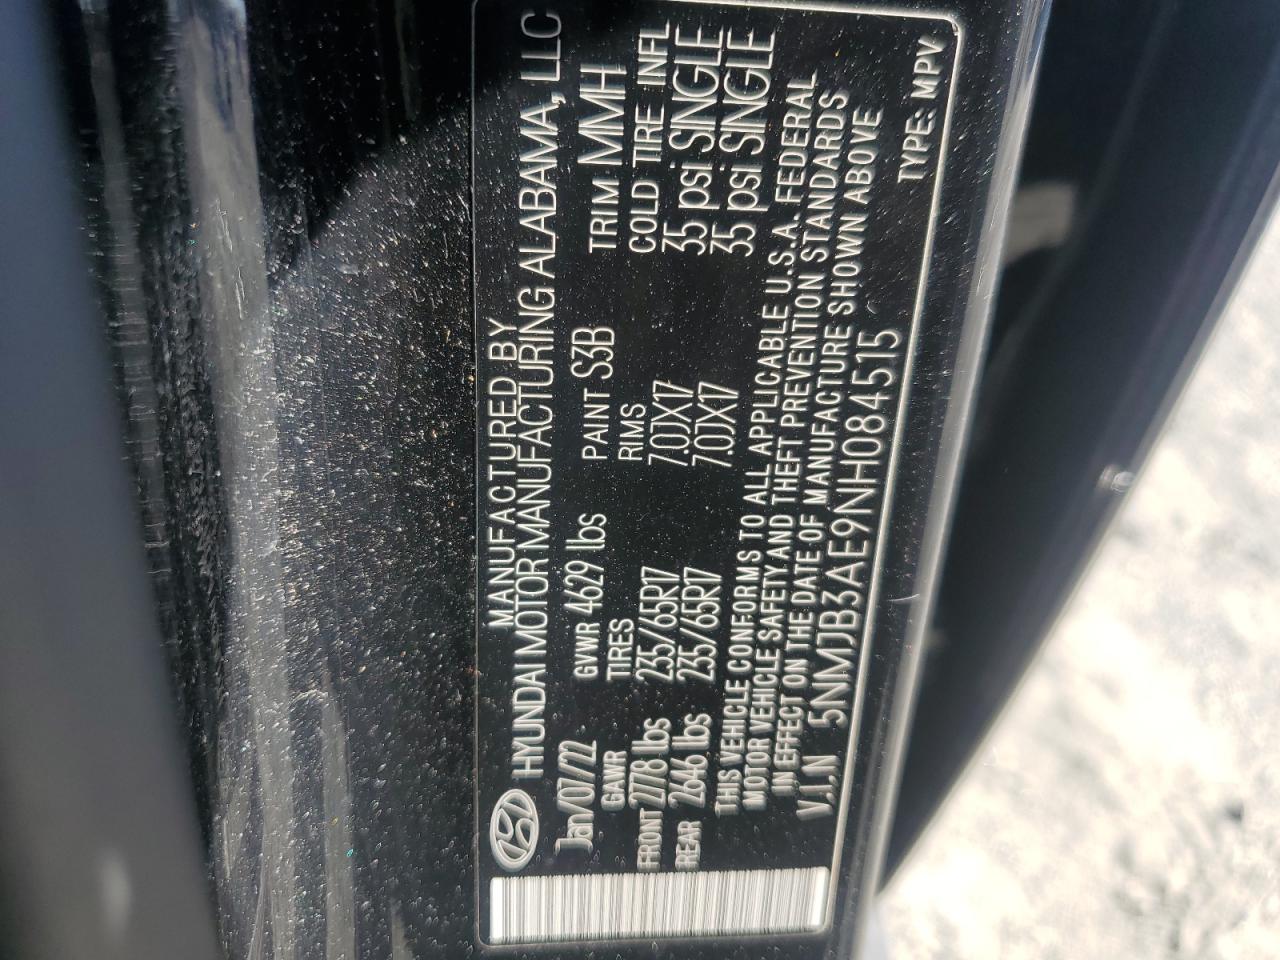 MANUFACTURED BY
HYUNDAI MOTOR MANUFACTURING ALABAMA, LLC
Jan/07/22 GVWR 4629 lbs PAINT S3B TRIM MMH
GAWR TIRES RIMS COLD TIRE INFL
FRONT 2778 lbs 235/65R17 7.0JX17 35 psi SINGLE
REAR 2646 lbs 235/65R17 7.0JX17 35 psi SINGLE
THIS VEHICLE CONFORMS TO ALL APPLICABLE U.S.A. FEDERAL
MOTOR VEHICLE SAFETY AND THEFT PREVENTION STANDARDS
IN EFFECT ON THE DATE OF MANUFACTURE SHOWN ABOVE
V.I.N 5NMJB3AE9NH084515 TYPE: MPV